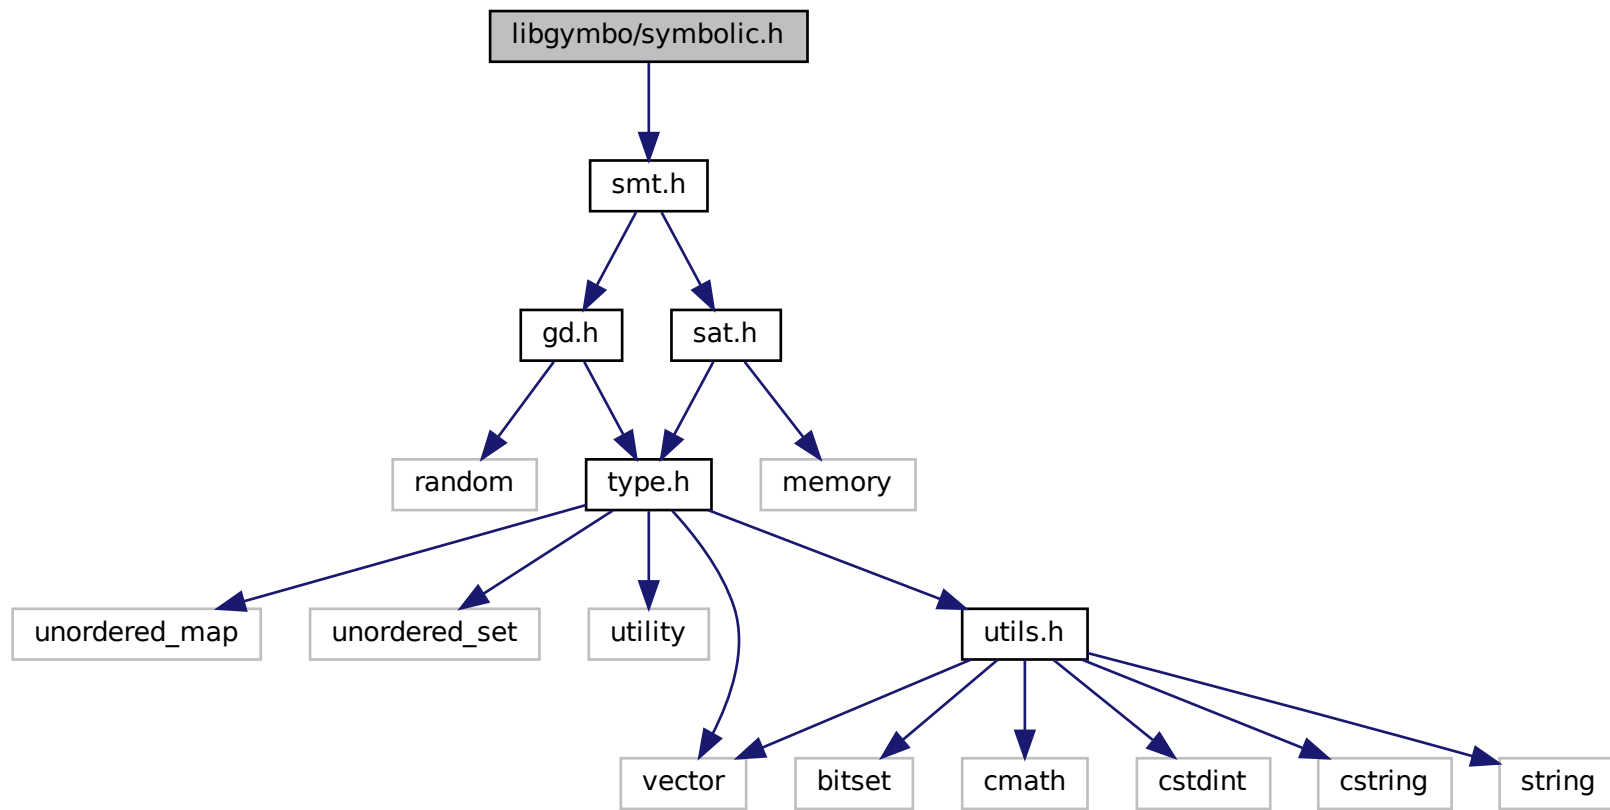 libgymbo/symbolic.h
smt.h
gd.h
sat.h
random
type.h
memory
unordered_map
unordered_set
utility
utils.h
vector
bitset
cmath
cstdint
cstring
string